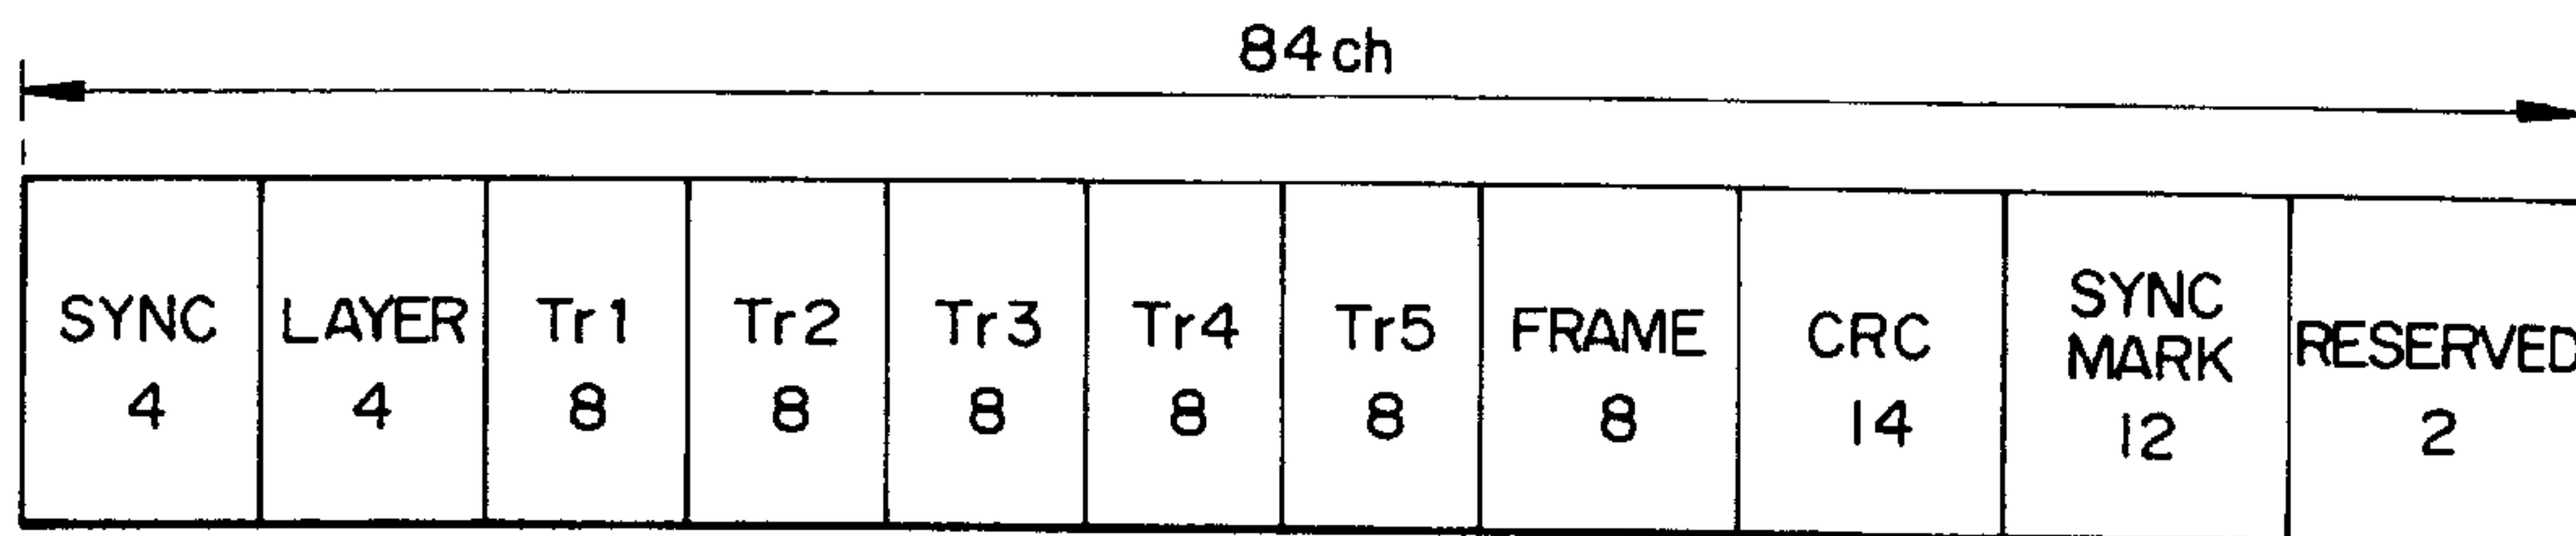 84ch
SYNC
4
LAYER
4
Tr1
8
Tr2
8
Tr3
8
Tr4
8
Tr5
8
FRAME
8
CRC
14
SYNC
MARK
12
RESERVED
2